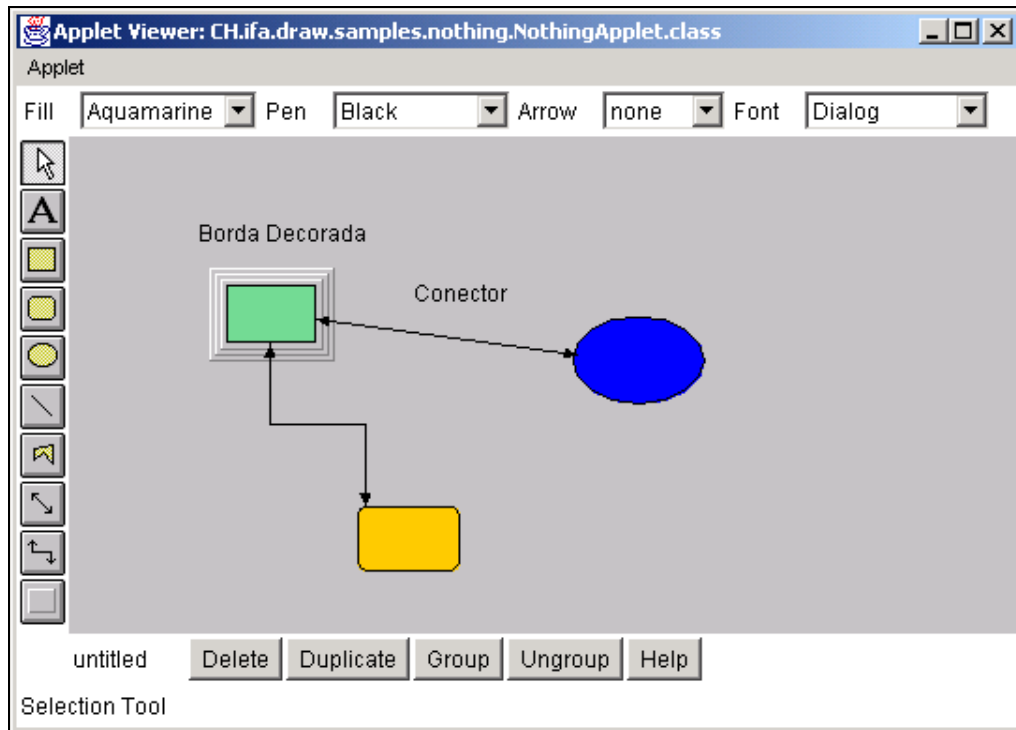 Applet Viewer: CH.ifa.draw.samples.nothing.NothingApplet.class
Applet
Fill Aquamarine Pen Black Arrow none Font Dialog
A
Borda Decorada
Conector
untitled Delete Duplicate Group Ungroup Help
Selection Tool